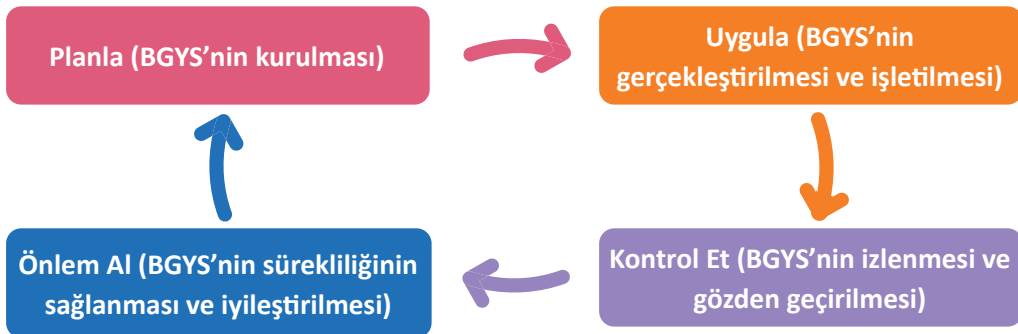 Planla (BGYS’nin kurulması)
Uygula (BGYS’nin
gerçekleştirilmesi ve işletilmesi)
Kontrol Et (BGYS’nin izlenmesi ve
gözden geçirilmesi)
Önlem Al (BGYS’nin sürekliliğinin
sağlanması ve iyileştirilmesi)